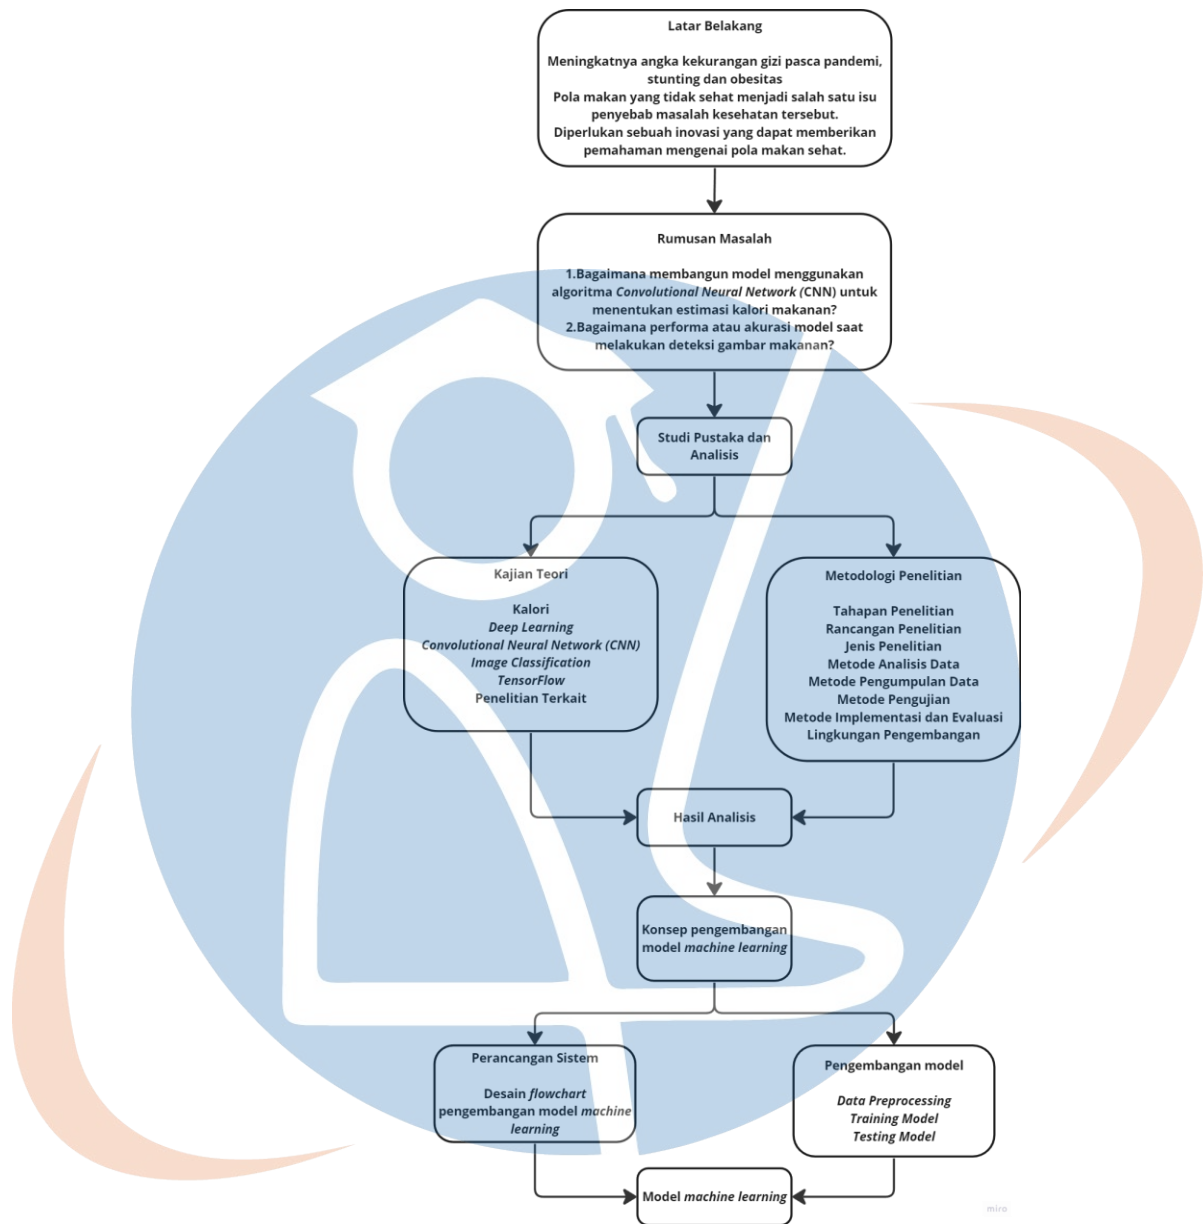 Latar Belakang
Meningkatnya angka kekurangan gizi pasca pandemi,
stunting dan obesitas
Pola makan yang tidak sehat menjadi salah satu isu
penyebab masalah kesehatan tersebut.
Diperlukan sebuah inovasi yang dapat memberikan
pemahaman mengenai pola makan sehat.
Rumusan Masalah
1.Bagaimana membangun model menggunakan
algoritma Convolutional Neural Network (CNN) untuk
menentukan estimasi kalori makanan?
2.Bagaimana performa atau akurasi model saat
melakukan deteksi gambar makanan?
Studi Pustaka dan
Analisis
Kajian Teori
Kalori
Deep Learning
Convolutional Neural Network (CNN)
Image Classification
TensorFlow
Penelitian Terkait
Metodologi Penelitian
Tahapan Penelitian
Rancangan Penelitian
Jenis Penelitian
Metode Analisis Data
Metode Pengumpulan Data
Metode Pengujian
Metode Implementasi dan Evaluasi
Lingkungan Pengembangan
Hasil Analisis
Konsep pengembangan
model machine learning
Perancangan Sistem
Desain flowchart
pengembangan model machine
learning
Pengembangan model
Data Preprocessing
Training Model
Testing Model
Model machine learning
miro